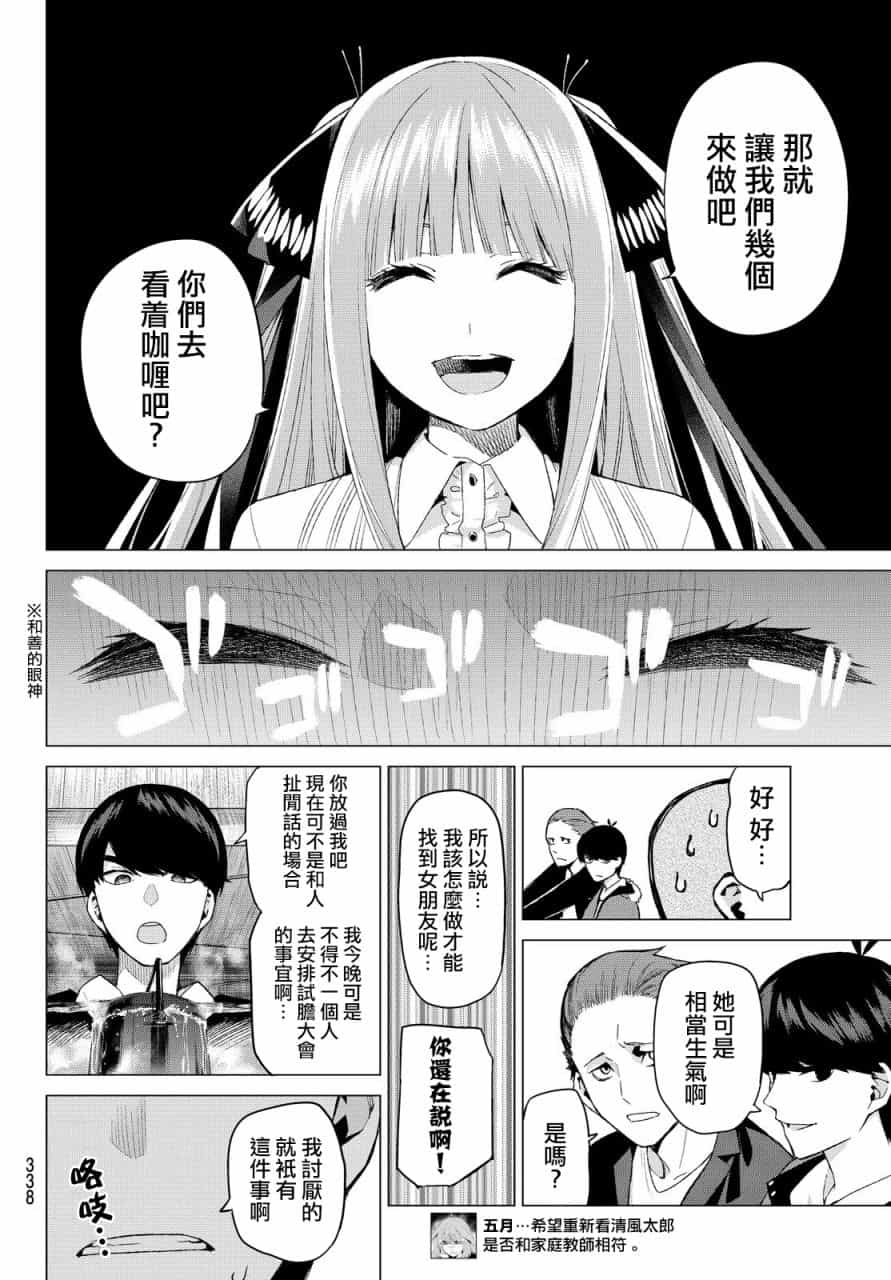 那就
讓我們幾個
來做吧
你們去
看着咖喱吧？
※和善的眼神
ゴゴゴゴ
好好…
她可是
相當生氣啊
是嗎？
所以說…
我該怎麼做才能
找到女朋友呢…
你還在說啊！
你放過我吧
現在可不是和人
扯閒話的場合
我今晚可是
不得不一個人
去安排試膽大會
的事宜啊…
我討厭的
就衹有
這件事啊
咯吱…
五月…希望重新看清風太郎
是否和家庭教師相符。
338